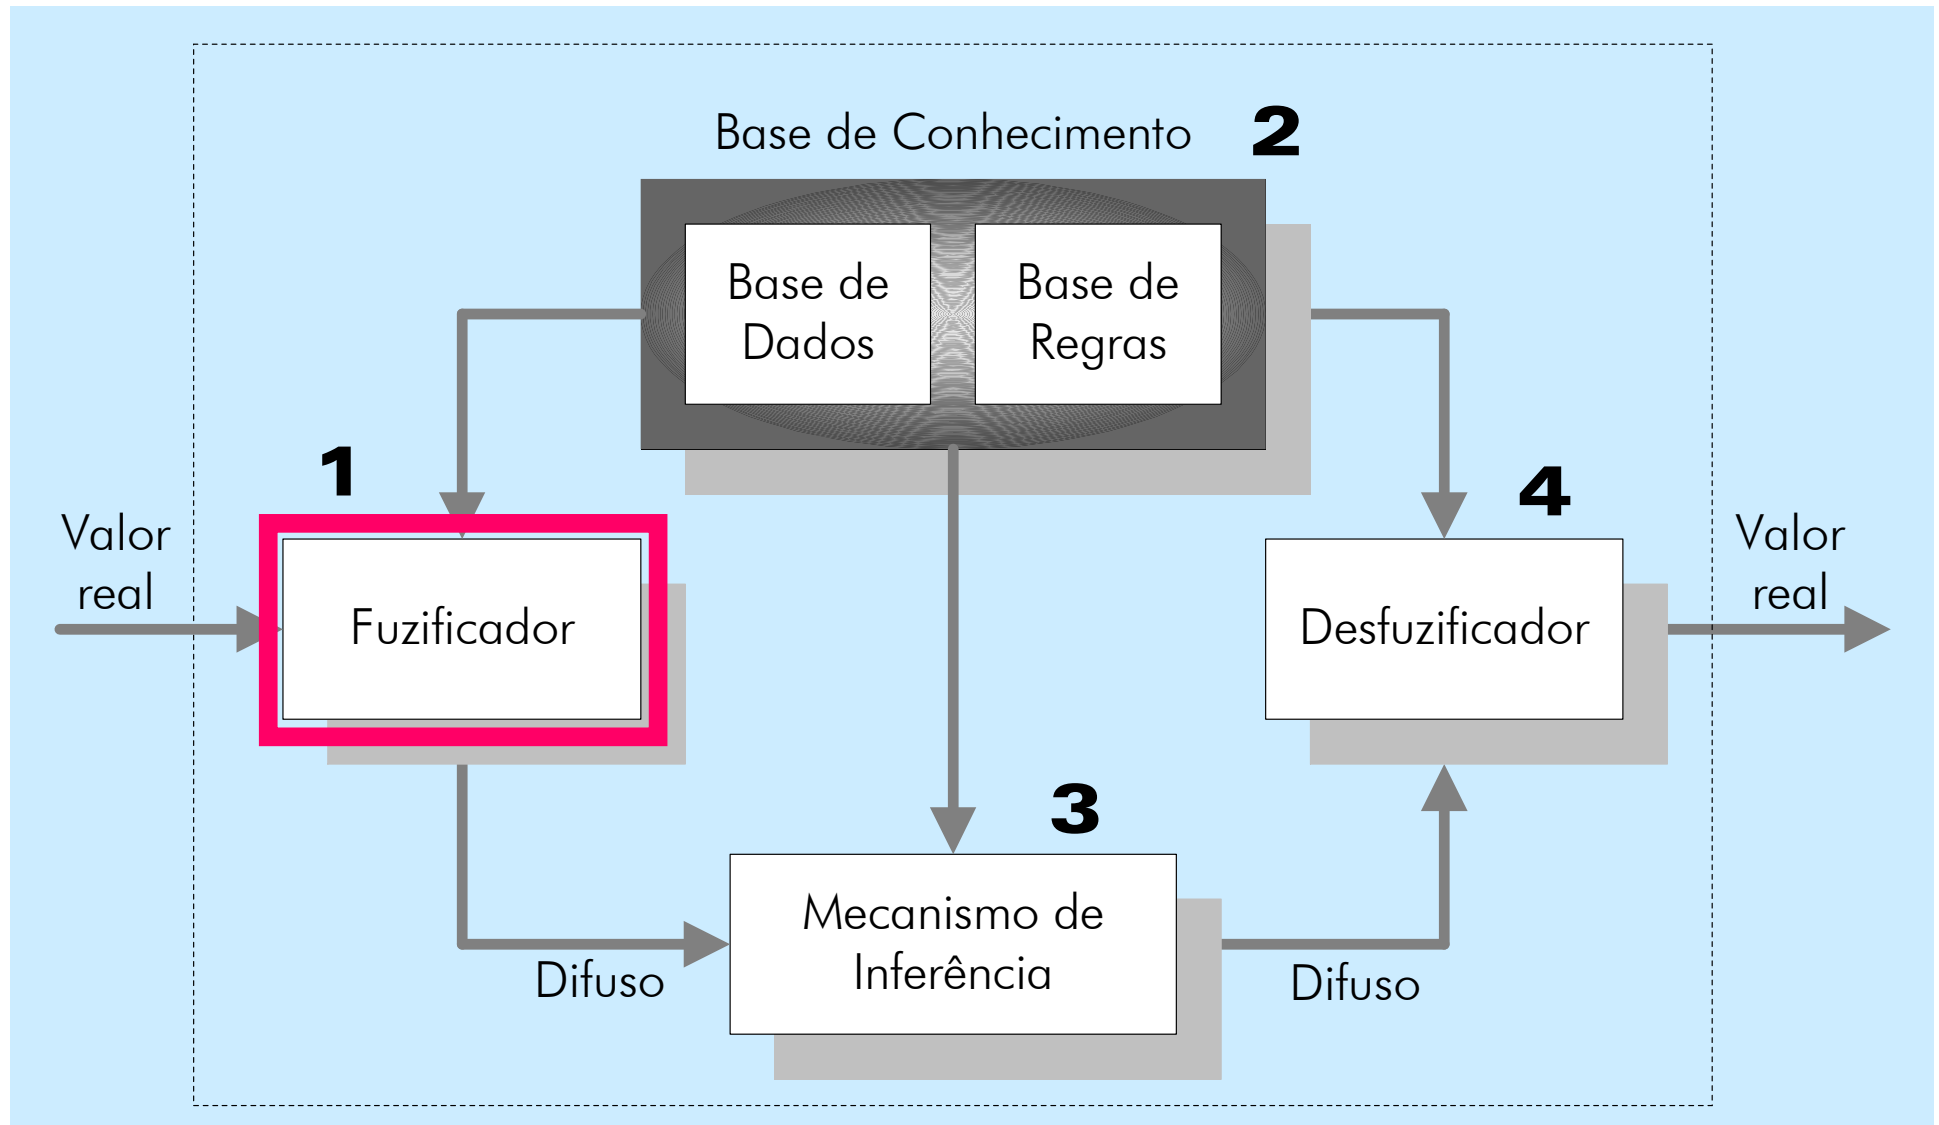 Base de Conhecimento 2
Base de
Dados
Base de
Regras
1
Valor
real
Fuzificador
4
Desfuzificador
Valor
real
3
Mecanismo de
Inferência
Difuso
Difuso